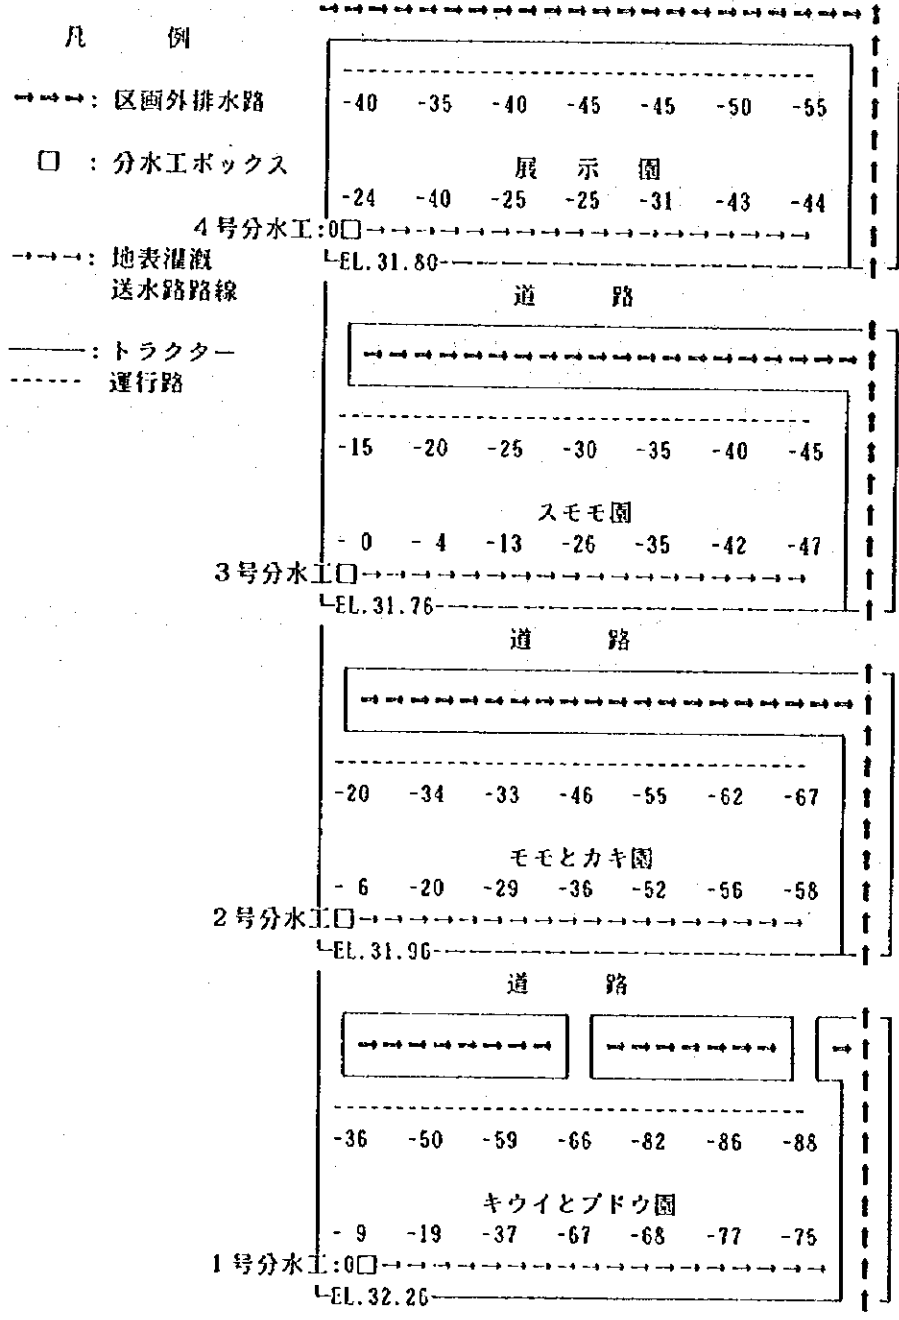 凡 例
: 区画外排水路
□ : 分水工ボックス
: 地表灌漑
送水路路線
: トラクター
運行路
-40 -35 -40 -45 -45 -50 -55
展 示 園
-24 -40 -25 -25 -31 -43 -44
4号分水工:0□
EL.31.80
道 路
-15 -20 -25 -30 -35 -40 -45
スモモ園
- 0 - 4 -13 -26 -35 -42 -47
3号分水工□
EL.31.76
道 路
-20 -34 -33 -46 -55 -62 -67
モモとカキ園
- 6 -20 -29 -36 -52 -56 -58
2号分水工□
EL.31.96
道 路
-36 -50 -59 -66 -82 -86 -88
キウイとブドウ園
- 9 -19 -37 -67 -68 -77 -75
1号分水工:0□
EL.32.26